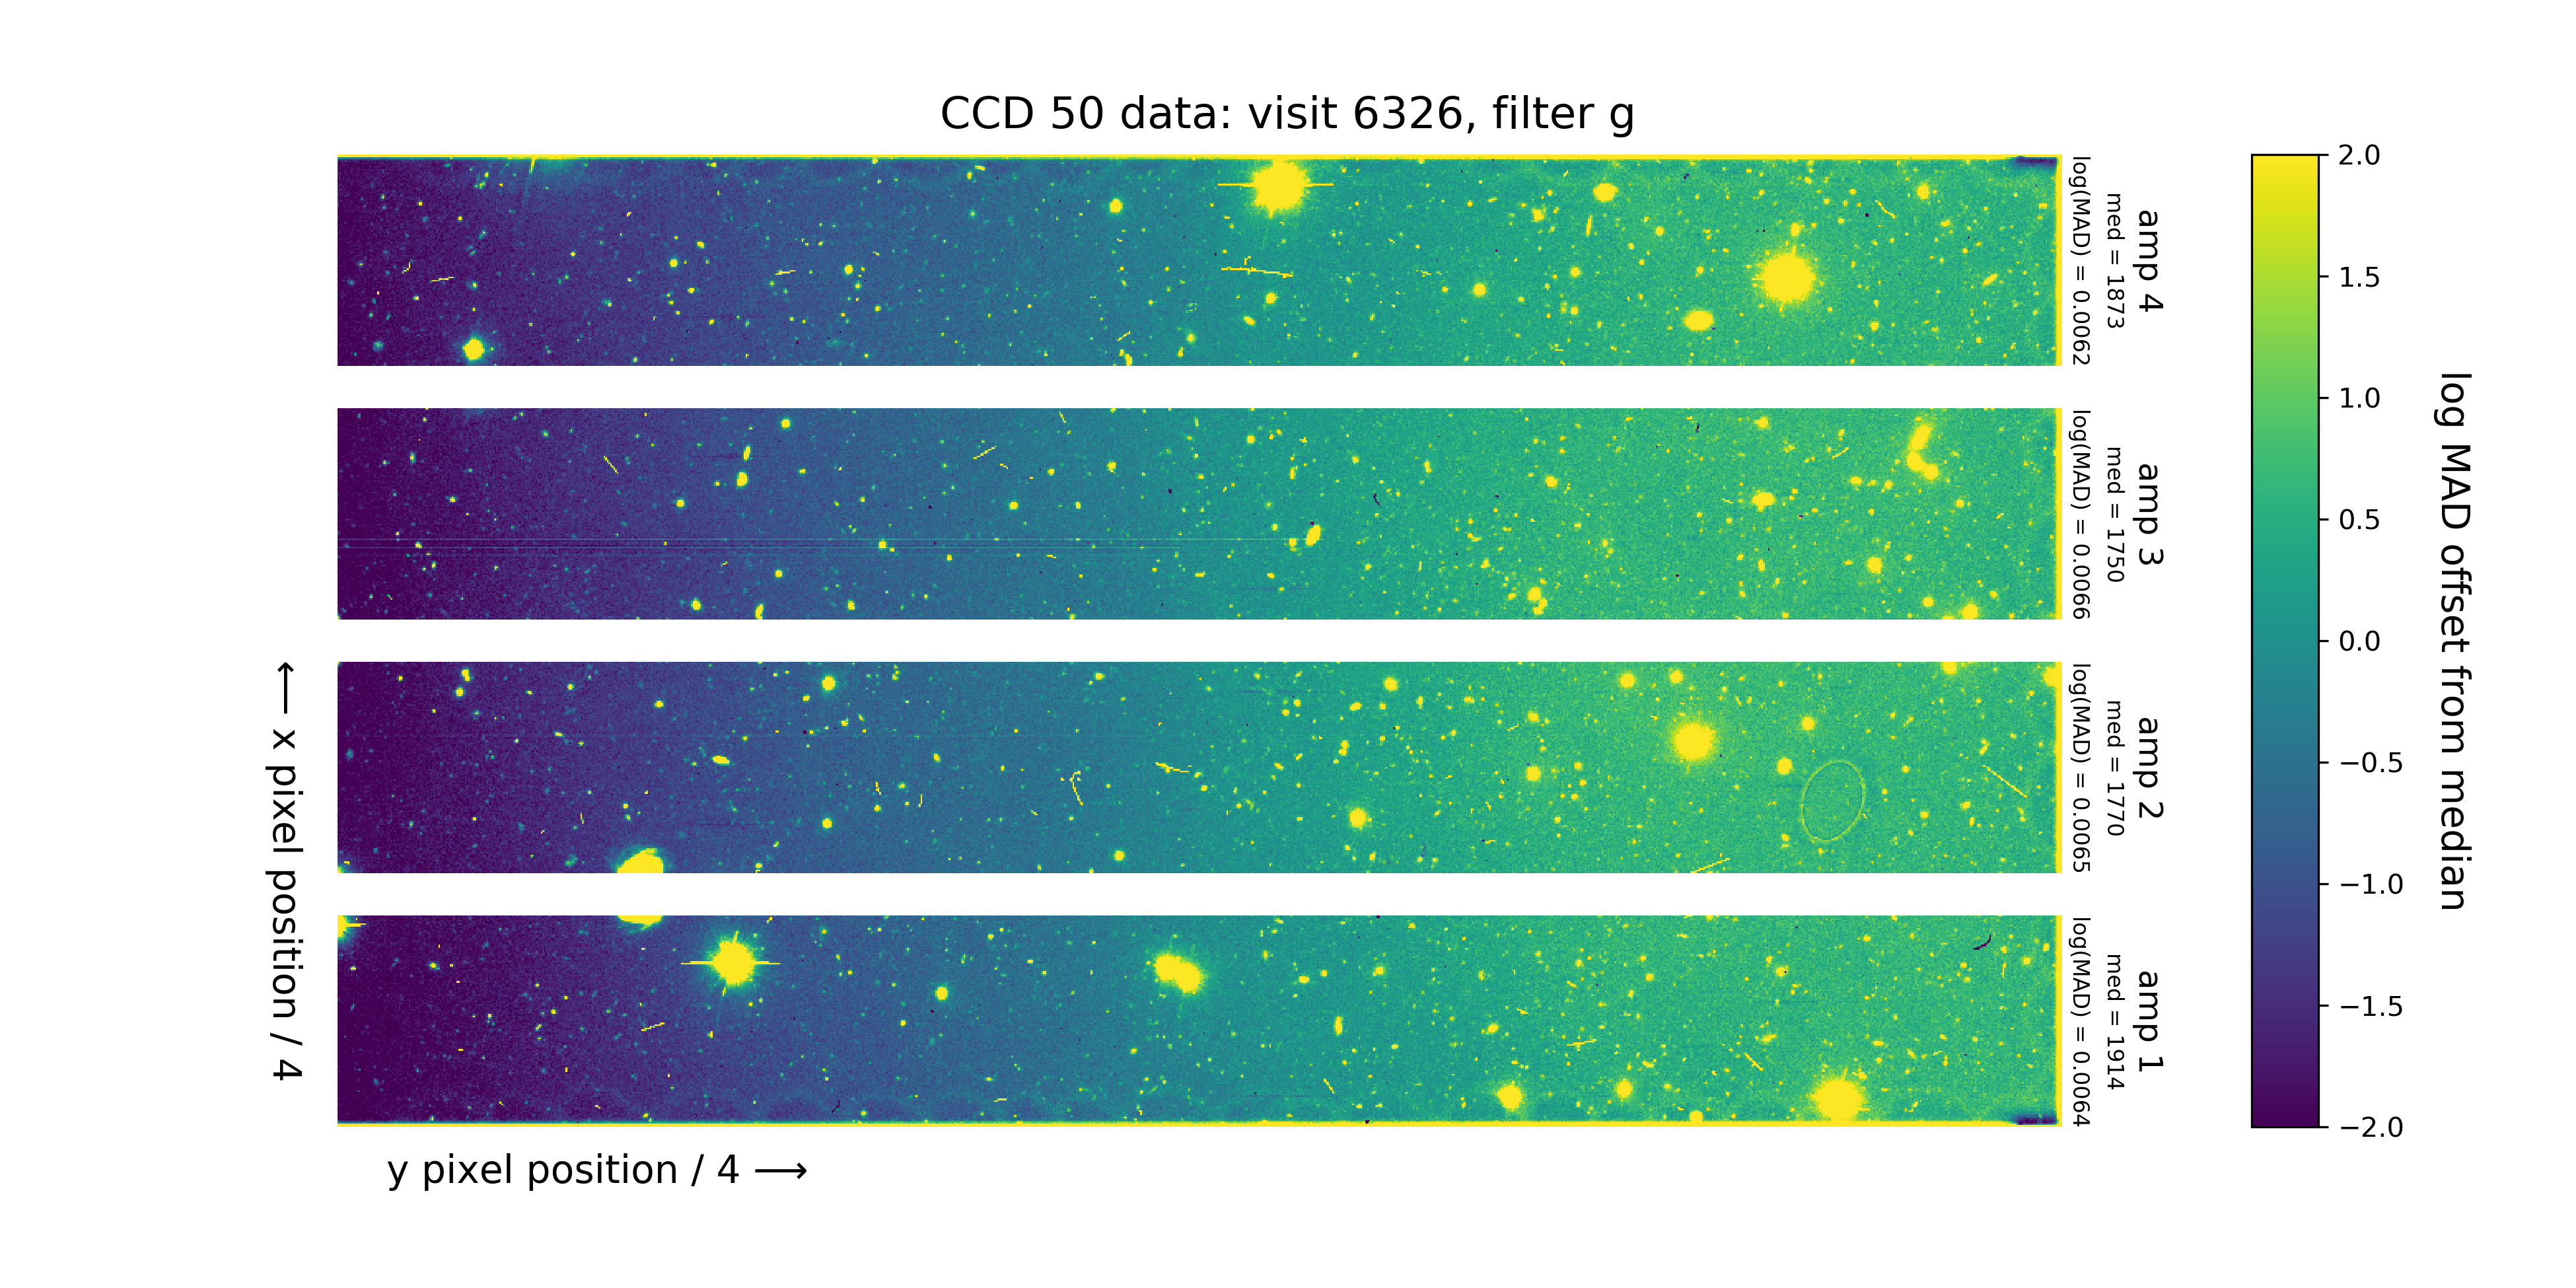 CCD 50 data: visit 6326, filter g
amp 4
med = 1873
log(MAD) = 0.0062
amp 3
med = 1750
log(MAD) = 0.0066
amp 2
med = 1770
log(MAD) = 0.0065
amp 1
med = 1914
log(MAD) = 0.0064
⟵ x pixel position / 4
y pixel position / 4 ⟶
2.0
1.5
1.0
0.5
0.0
−0.5
−1.0
−1.5
−2.0
log MAD offset from median